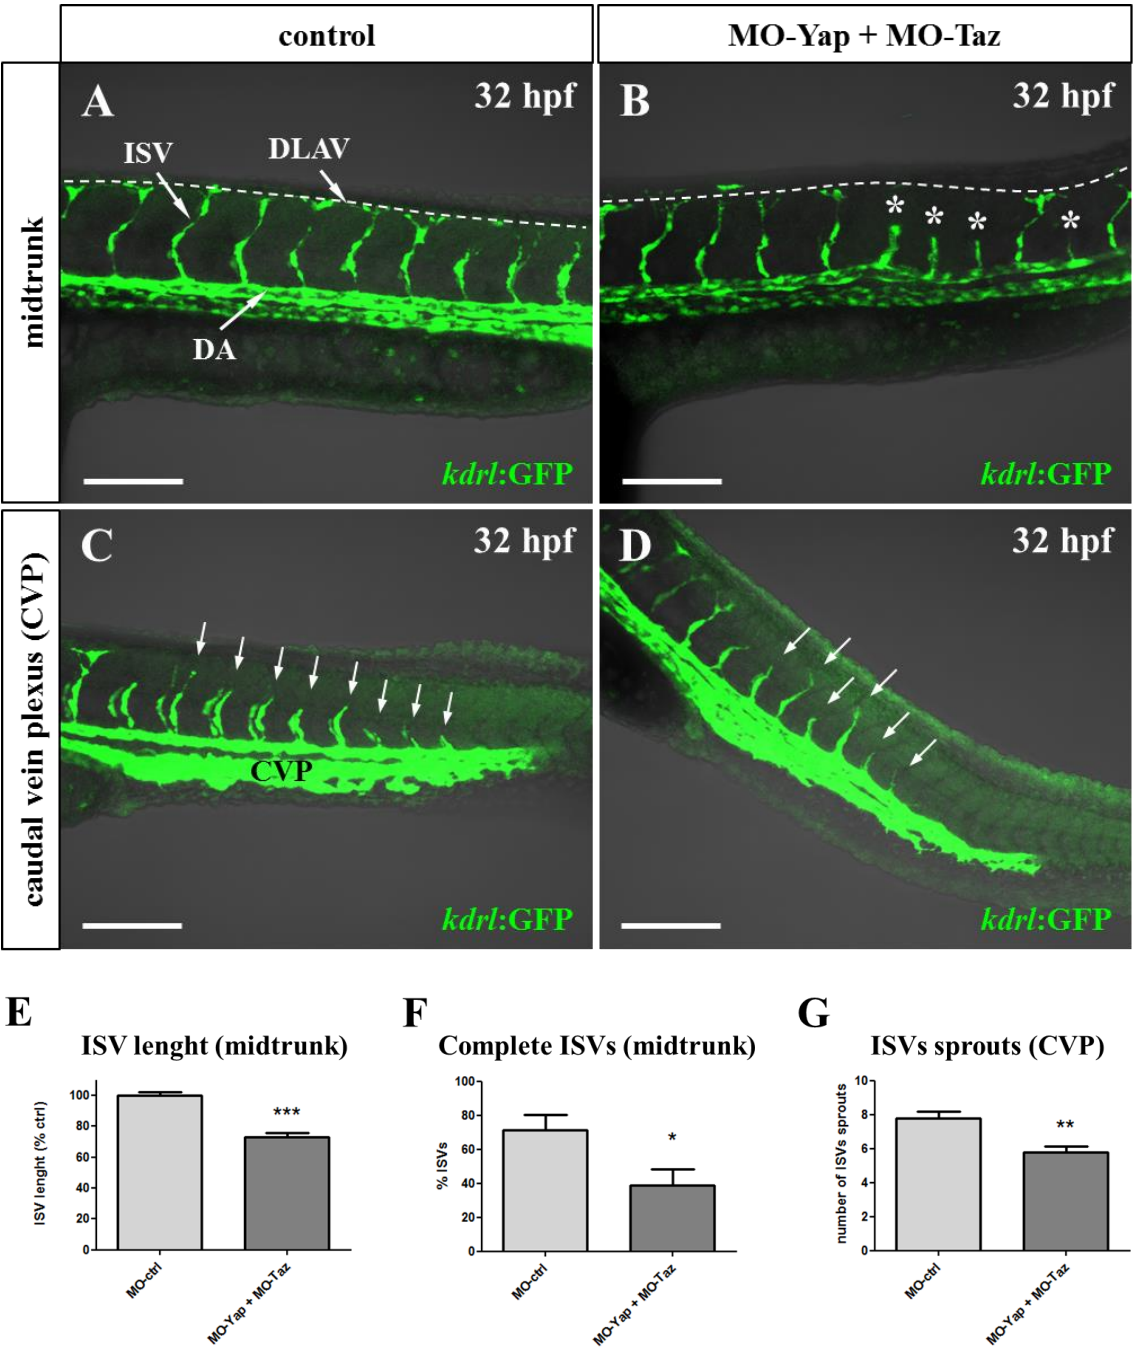 control
MO-Yap + MO-Taz
midtrunk
A
32 hpf
ISV
DLAV
DA
kdrl:GFP
B
32 hpf
* * * *
kdrl:GFP
caudal vein plexus (CVP)
C
32 hpf
CVP
kdrl:GFP
D
32 hpf
kdrl:GFP
E
ISV lenght (midtrunk)
ISV lenght (% ctrl)
100
80
60
40
20
0
***
MO-ctrl
MO-Yap + MO-Taz
F
Complete ISVs (midtrunk)
% ISVs
100
80
60
40
20
0
*
MO-ctrl
MO-Yap + MO-Taz
G
ISVs sprouts (CVP)
number of ISVs sprouts
10
8
6
4
2
0
**
MO-ctrl
MO-Yap + MO-Taz